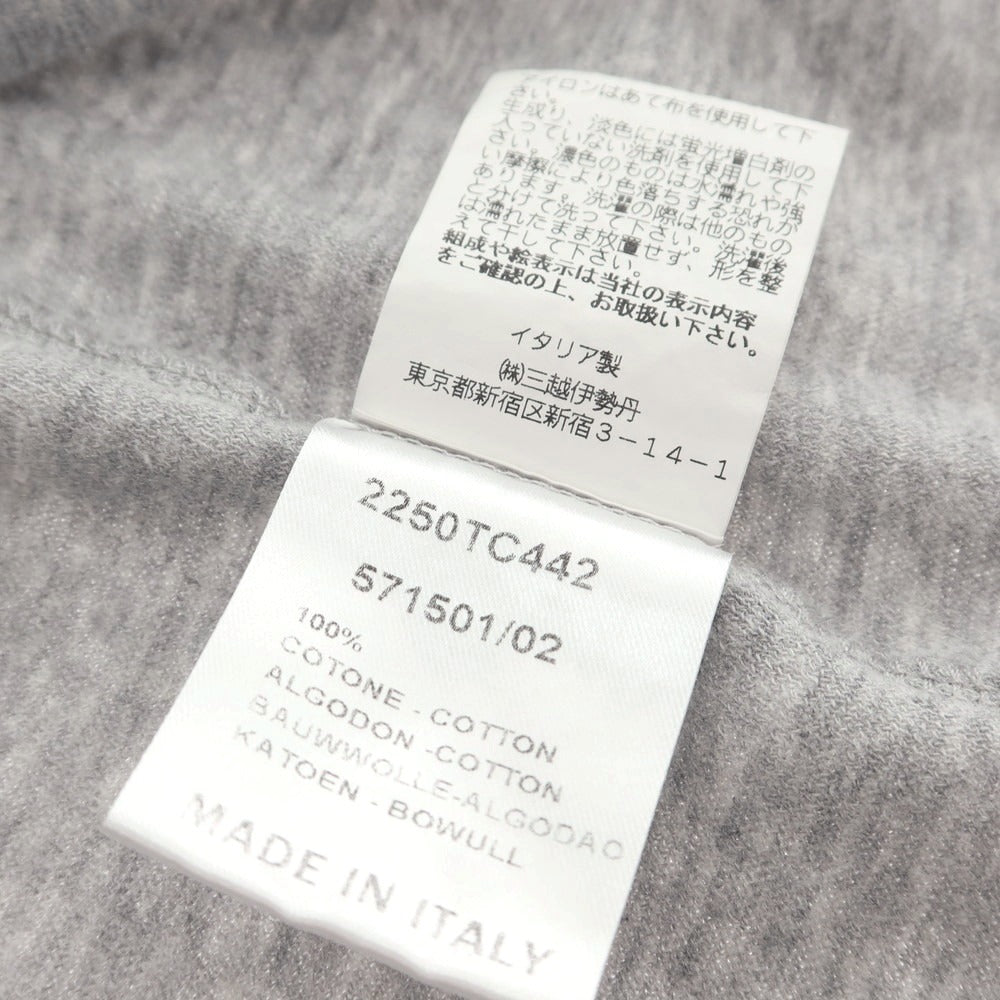 アイロンはあて布を使用して下
さい。
生成り、淡色には蛍光増白剤の
入っていない洗剤を使用して下
さい。濃色のものは水濡れや強
い摩擦により色落ちする恐れが
あります。洗濯の際は他のもの
と分けて洗って下さい。洗濯後
は濡れたまま放置せず、形を整
えて干して下さい。
組成や絵表示は当社の表示内容
をご確認の上、お取扱い下さい。
イタリア製
㈱三越伊勢丹
東京都新宿区新宿3-14-1
2250TC442
571501/02
100%
COTONE - COTTON
ALGODON -COTTON
BAUWWOLLE-ALGODAO
KATOEN - BOWULL
MADE IN ITALY